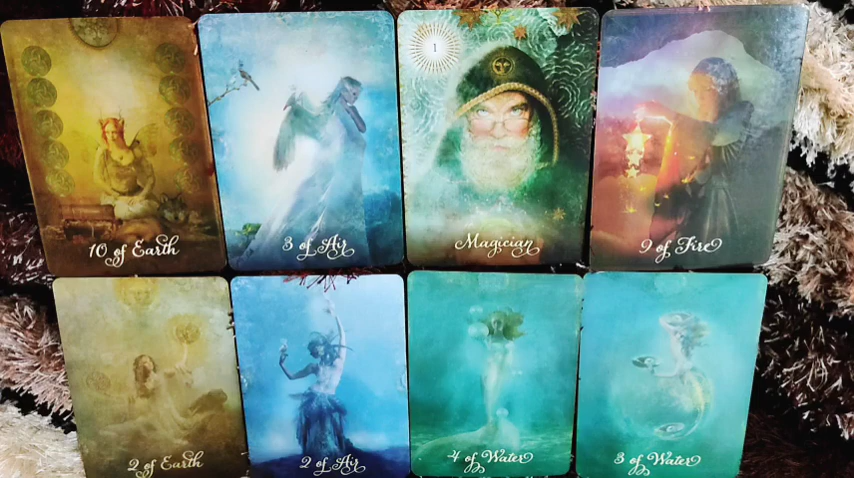 1
10 of Earth
3 of Air
Magician
9 of Fire
2 of Earth
2 of Air
4 of Water
3 of Water